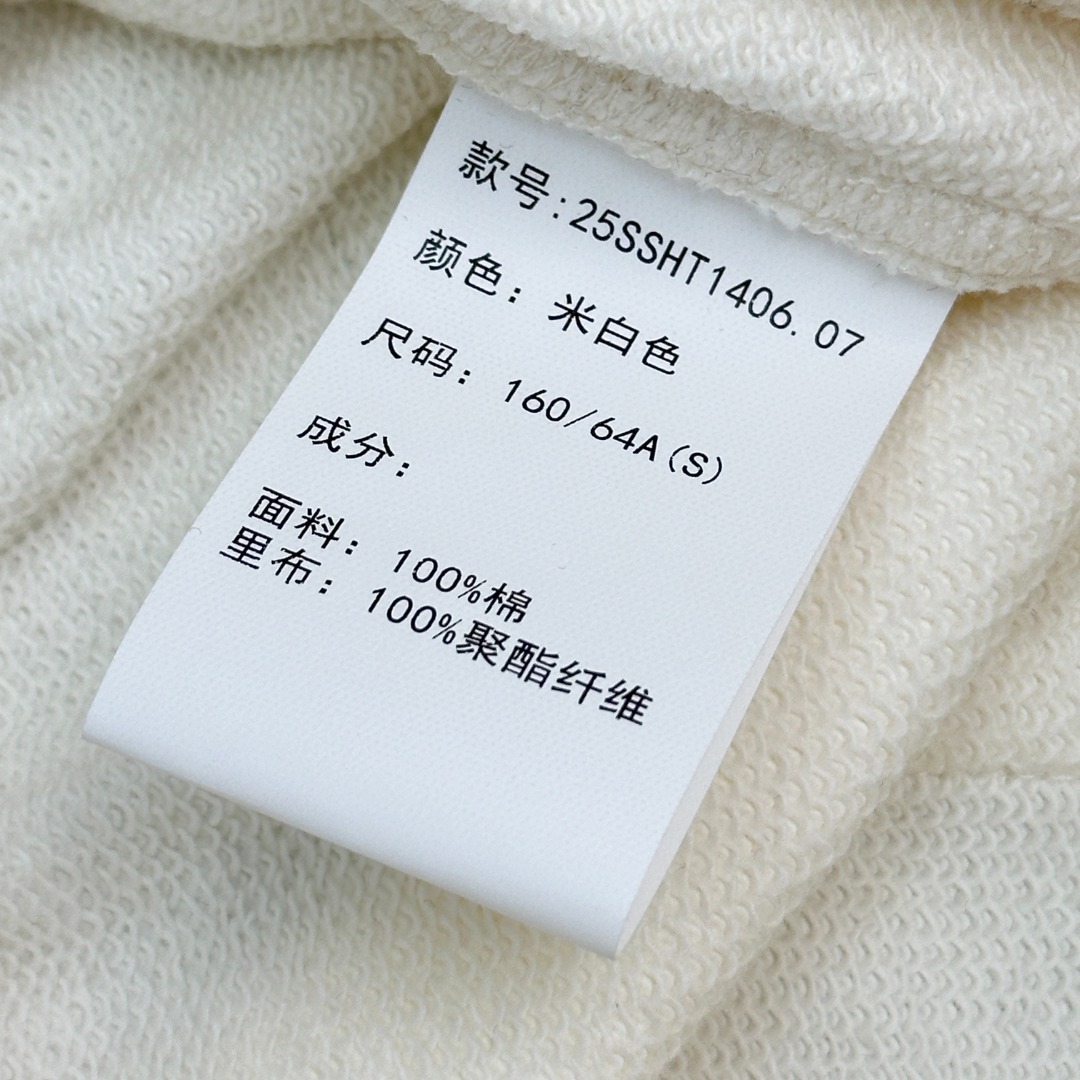 款号:25SSHT1406.07
颜色：米白色
尺码：160/64A(S)
成分：
面料：100%棉
里布：100%聚酯纤维